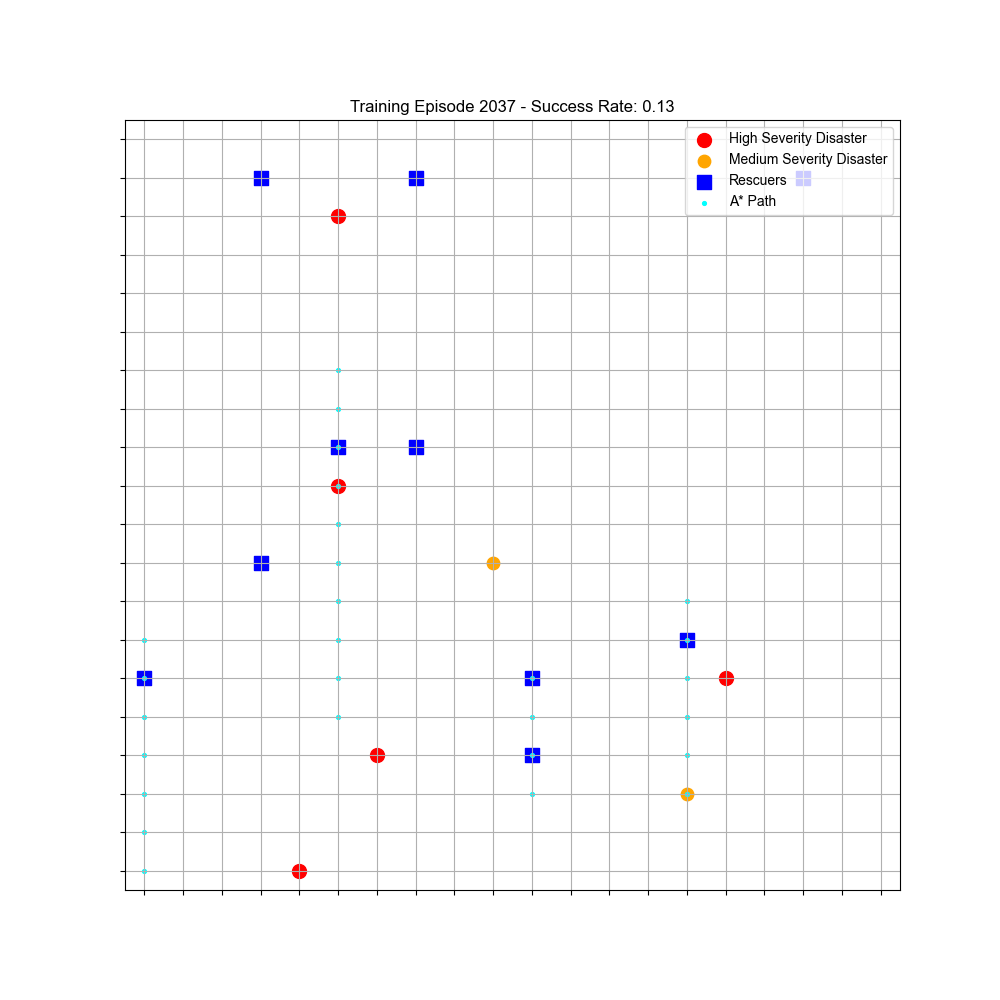 Training Episode 2037 - Success Rate: 0.13
High Severity Disaster
Medium Severity Disaster
Rescuers
A* Path